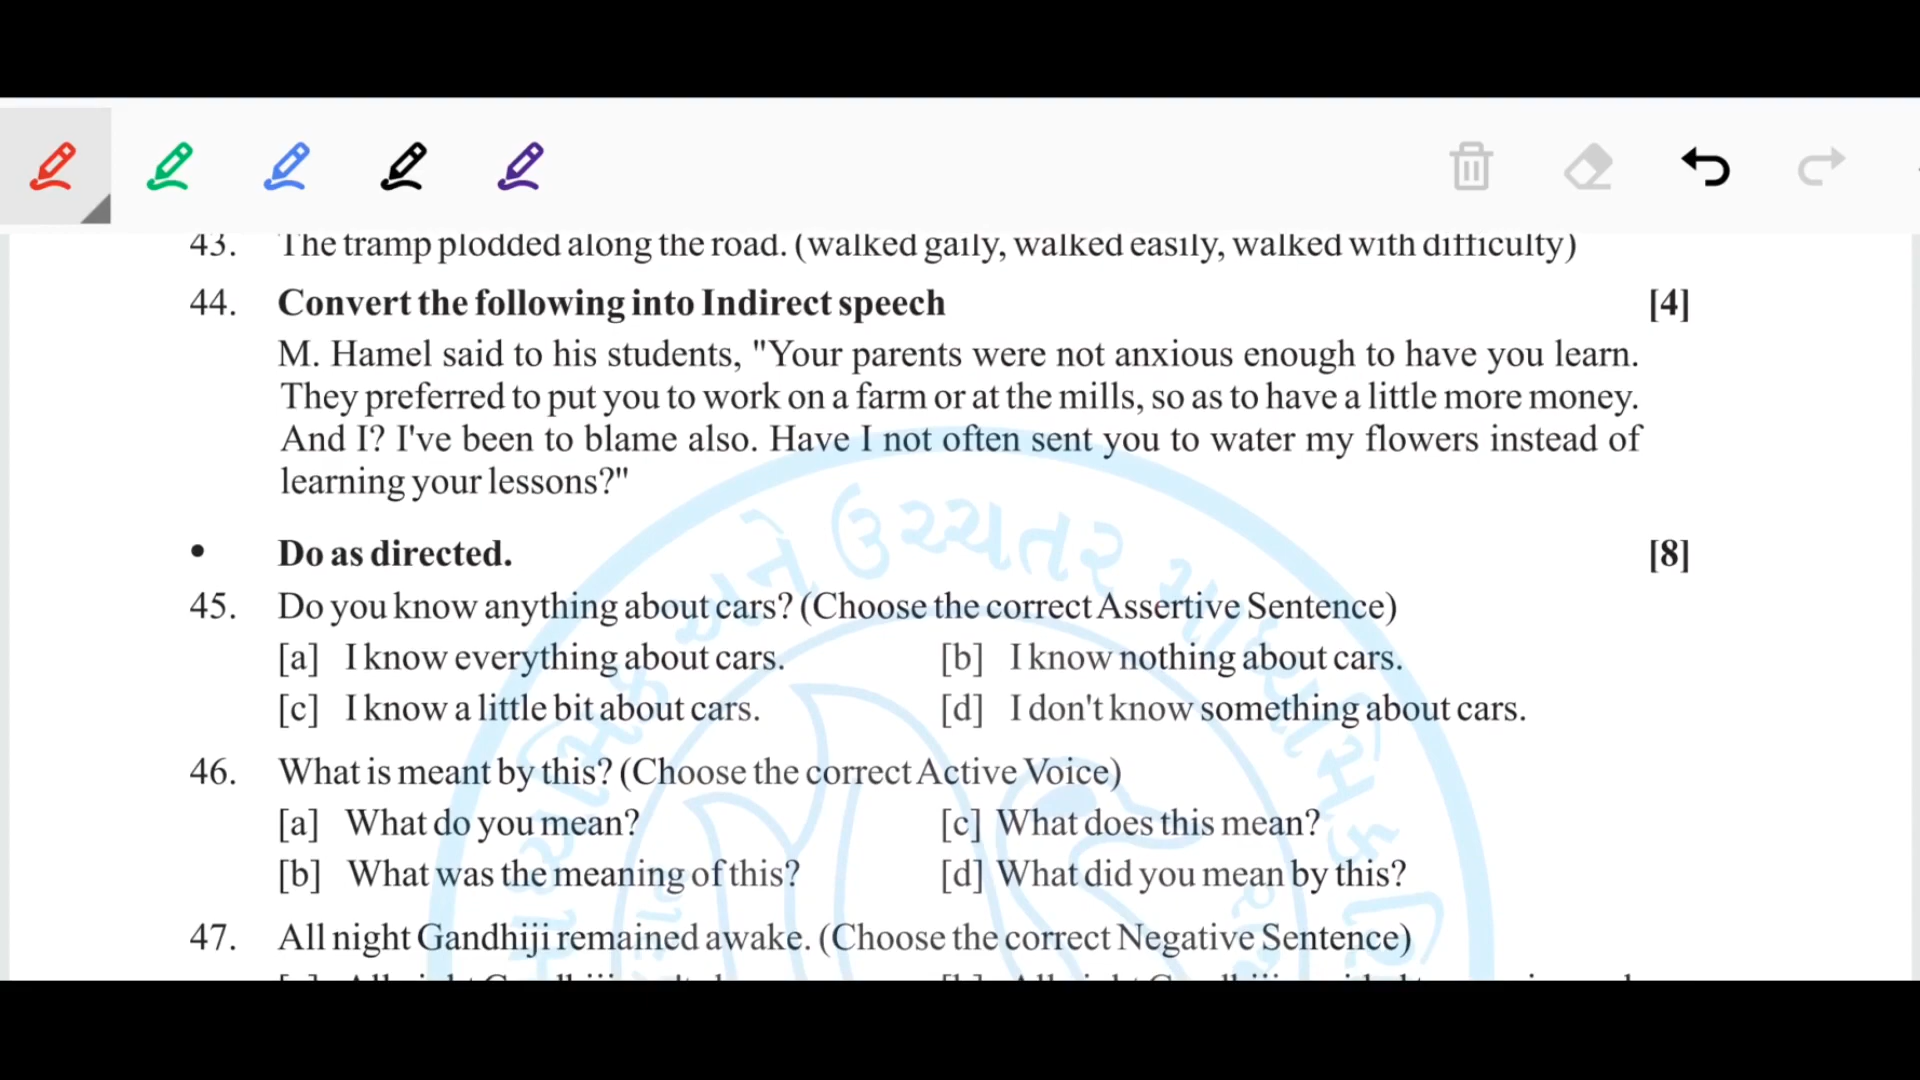 43. The tramp plodded along the road. (walked gaily, walked easily, walked with difficulty)
44. Convert the following into Indirect speech [4]
M. Hamel said to his students, "Your parents were not anxious enough to have you learn.
They preferred to put you to work on a farm or at the mills, so as to have a little more money.
And I? I've been to blame also. Have I not often sent you to water my flowers instead of
learning your lessons?"
• Do as directed. [8]
45. Do you know anything about cars? (Choose the correct Assertive Sentence)
[a] I know everything about cars. [b] I know nothing about cars.
[c] I know a little bit about cars. [d] I don't know something about cars.
46. What is meant by this? (Choose the correct Active Voice)
[a] What do you mean? [c] What does this mean?
[b] What was the meaning of this? [d] What did you mean by this?
47. All night Gandhiji remained awake. (Choose the correct Negative Sentence)
અને ઉચ્ચતર માધ્યમિક